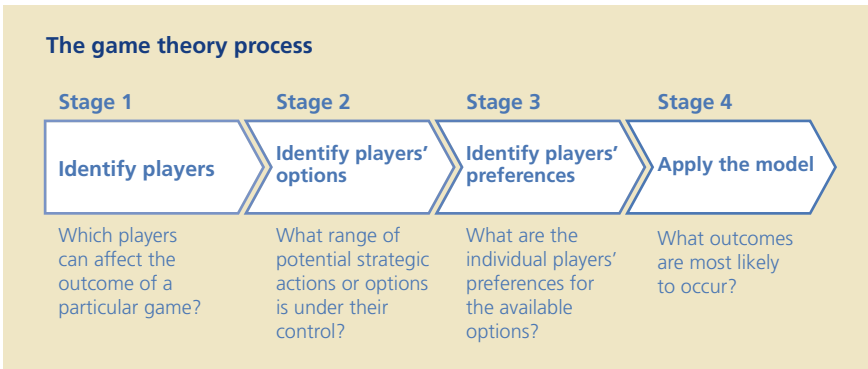 The game theory process
Stage 1
Identify players
Which players
can affect the
outcome of a
particular game?
Stage 2
Identify players'
options
What range of
potential strategic
actions or options
is under their
control?
Stage 3
Identify players'
preferences
What are the
individual players'
preferences for
the available
options?
Stage 4
Apply the model
What outcomes
are most likely
to occur?